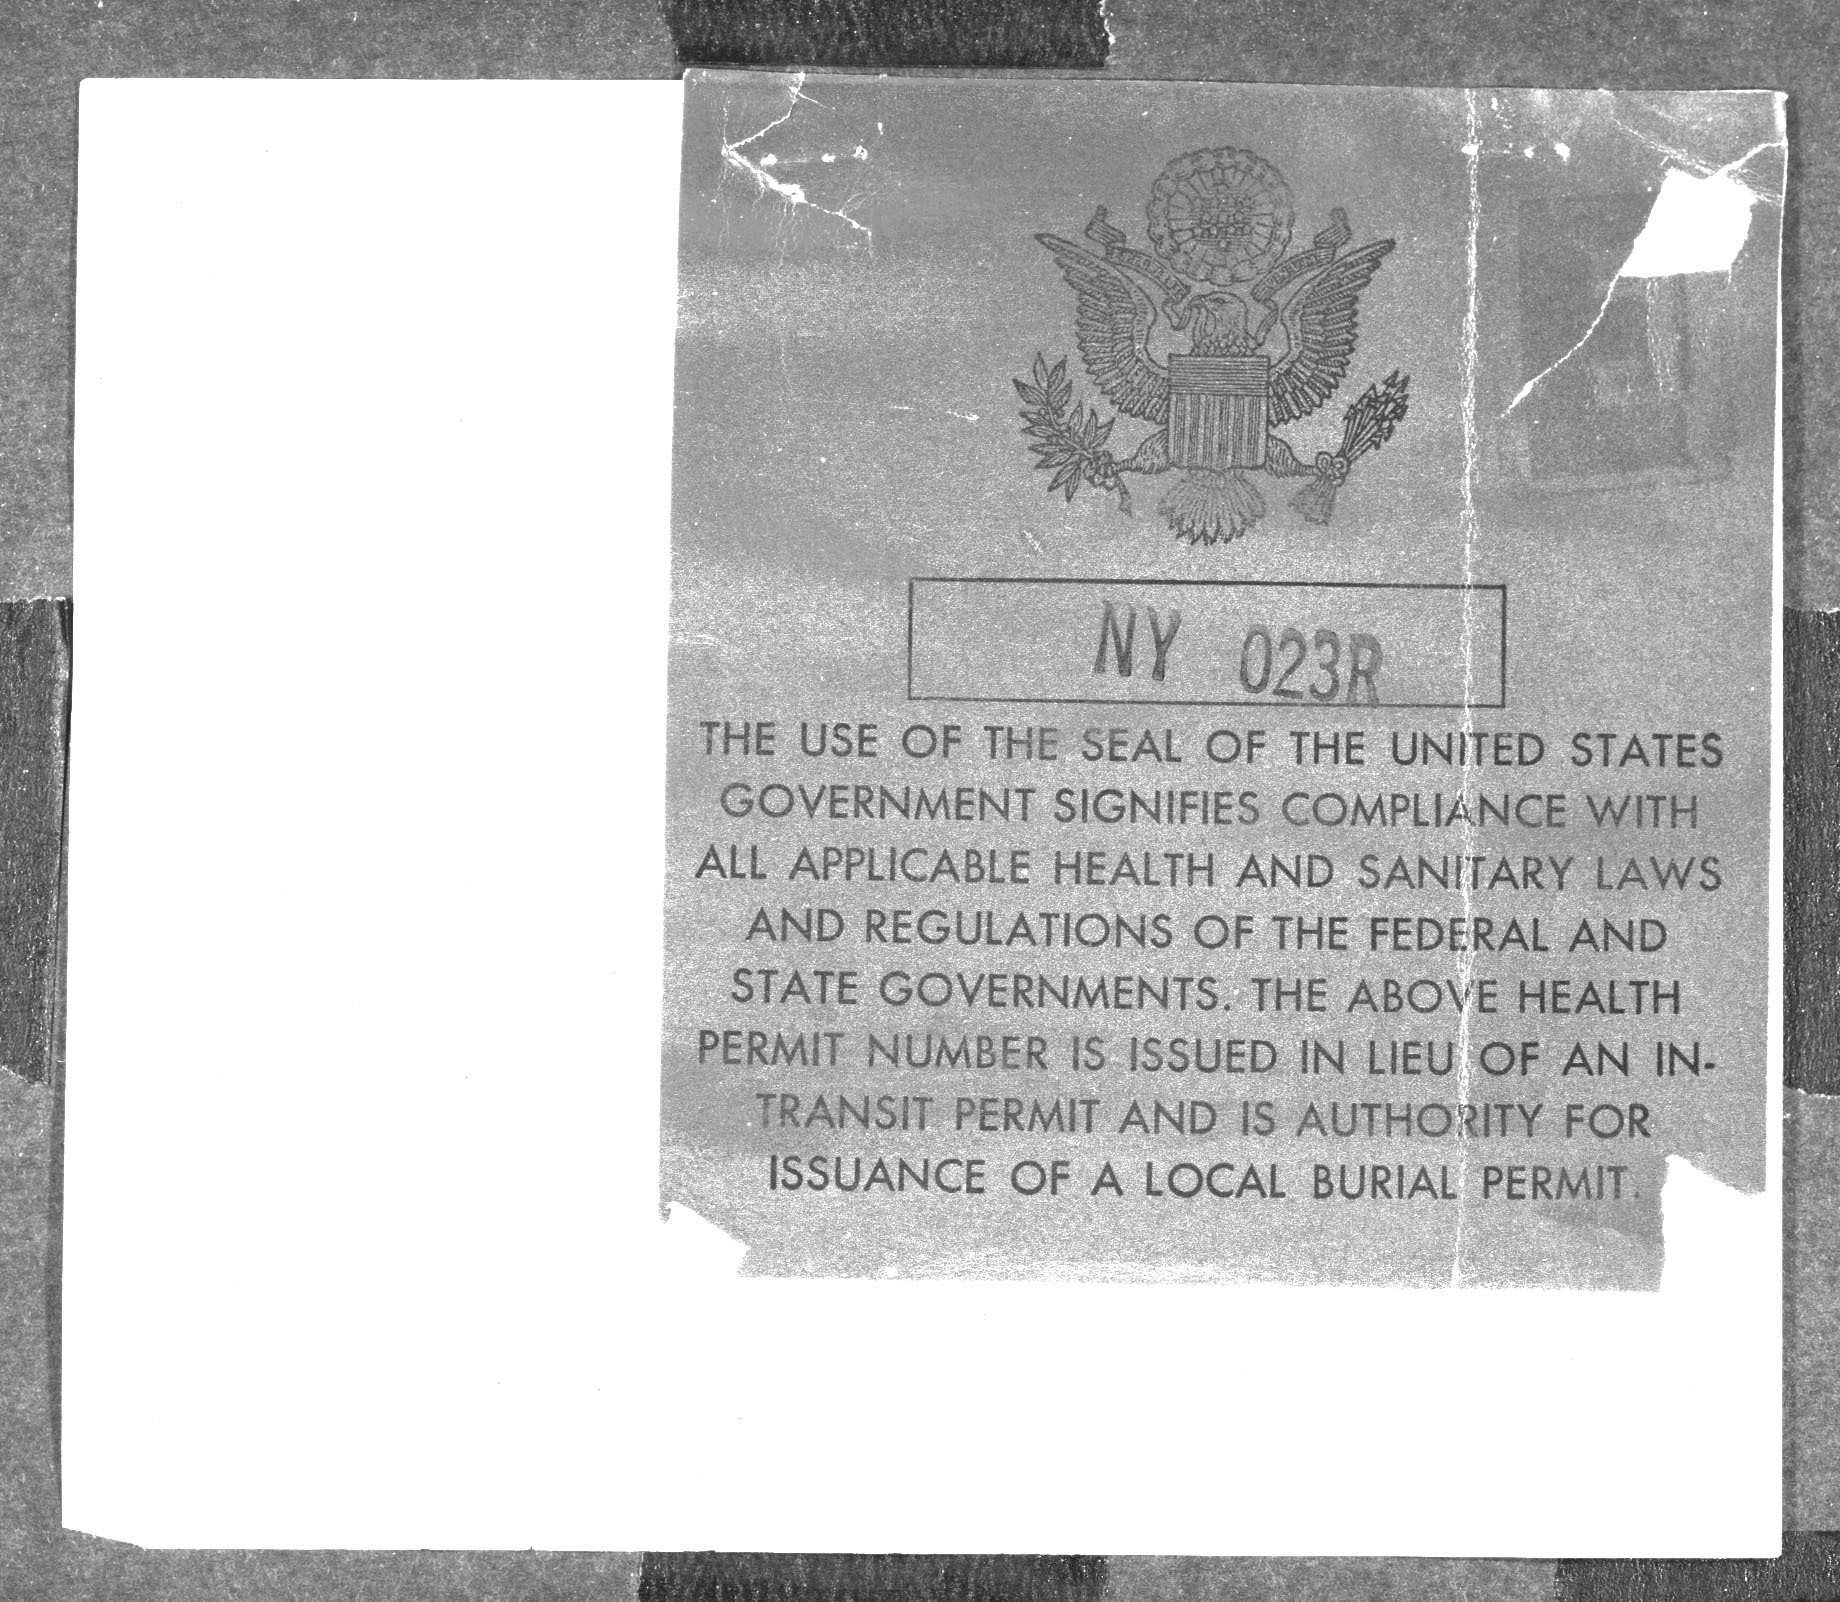 NY 023R
THE USE OF THE SEAL OF THE UNITED STATES
GOVERNMENT SIGNIFIES COMPLIANCE WITH
ALL APPLICABLE HEALTH AND SANITARY LAWS
AND REGULATIONS OF THE FEDERAL AND
STATE GOVERNMENTS. THE ABOVE HEALTH
PERMIT NUMBER IS ISSUED IN LIEU OF AN IN-
TRANSIT PERMIT AND IS AUTHORITY FOR
ISSUANCE OF A LOCAL BURIAL PERMIT.